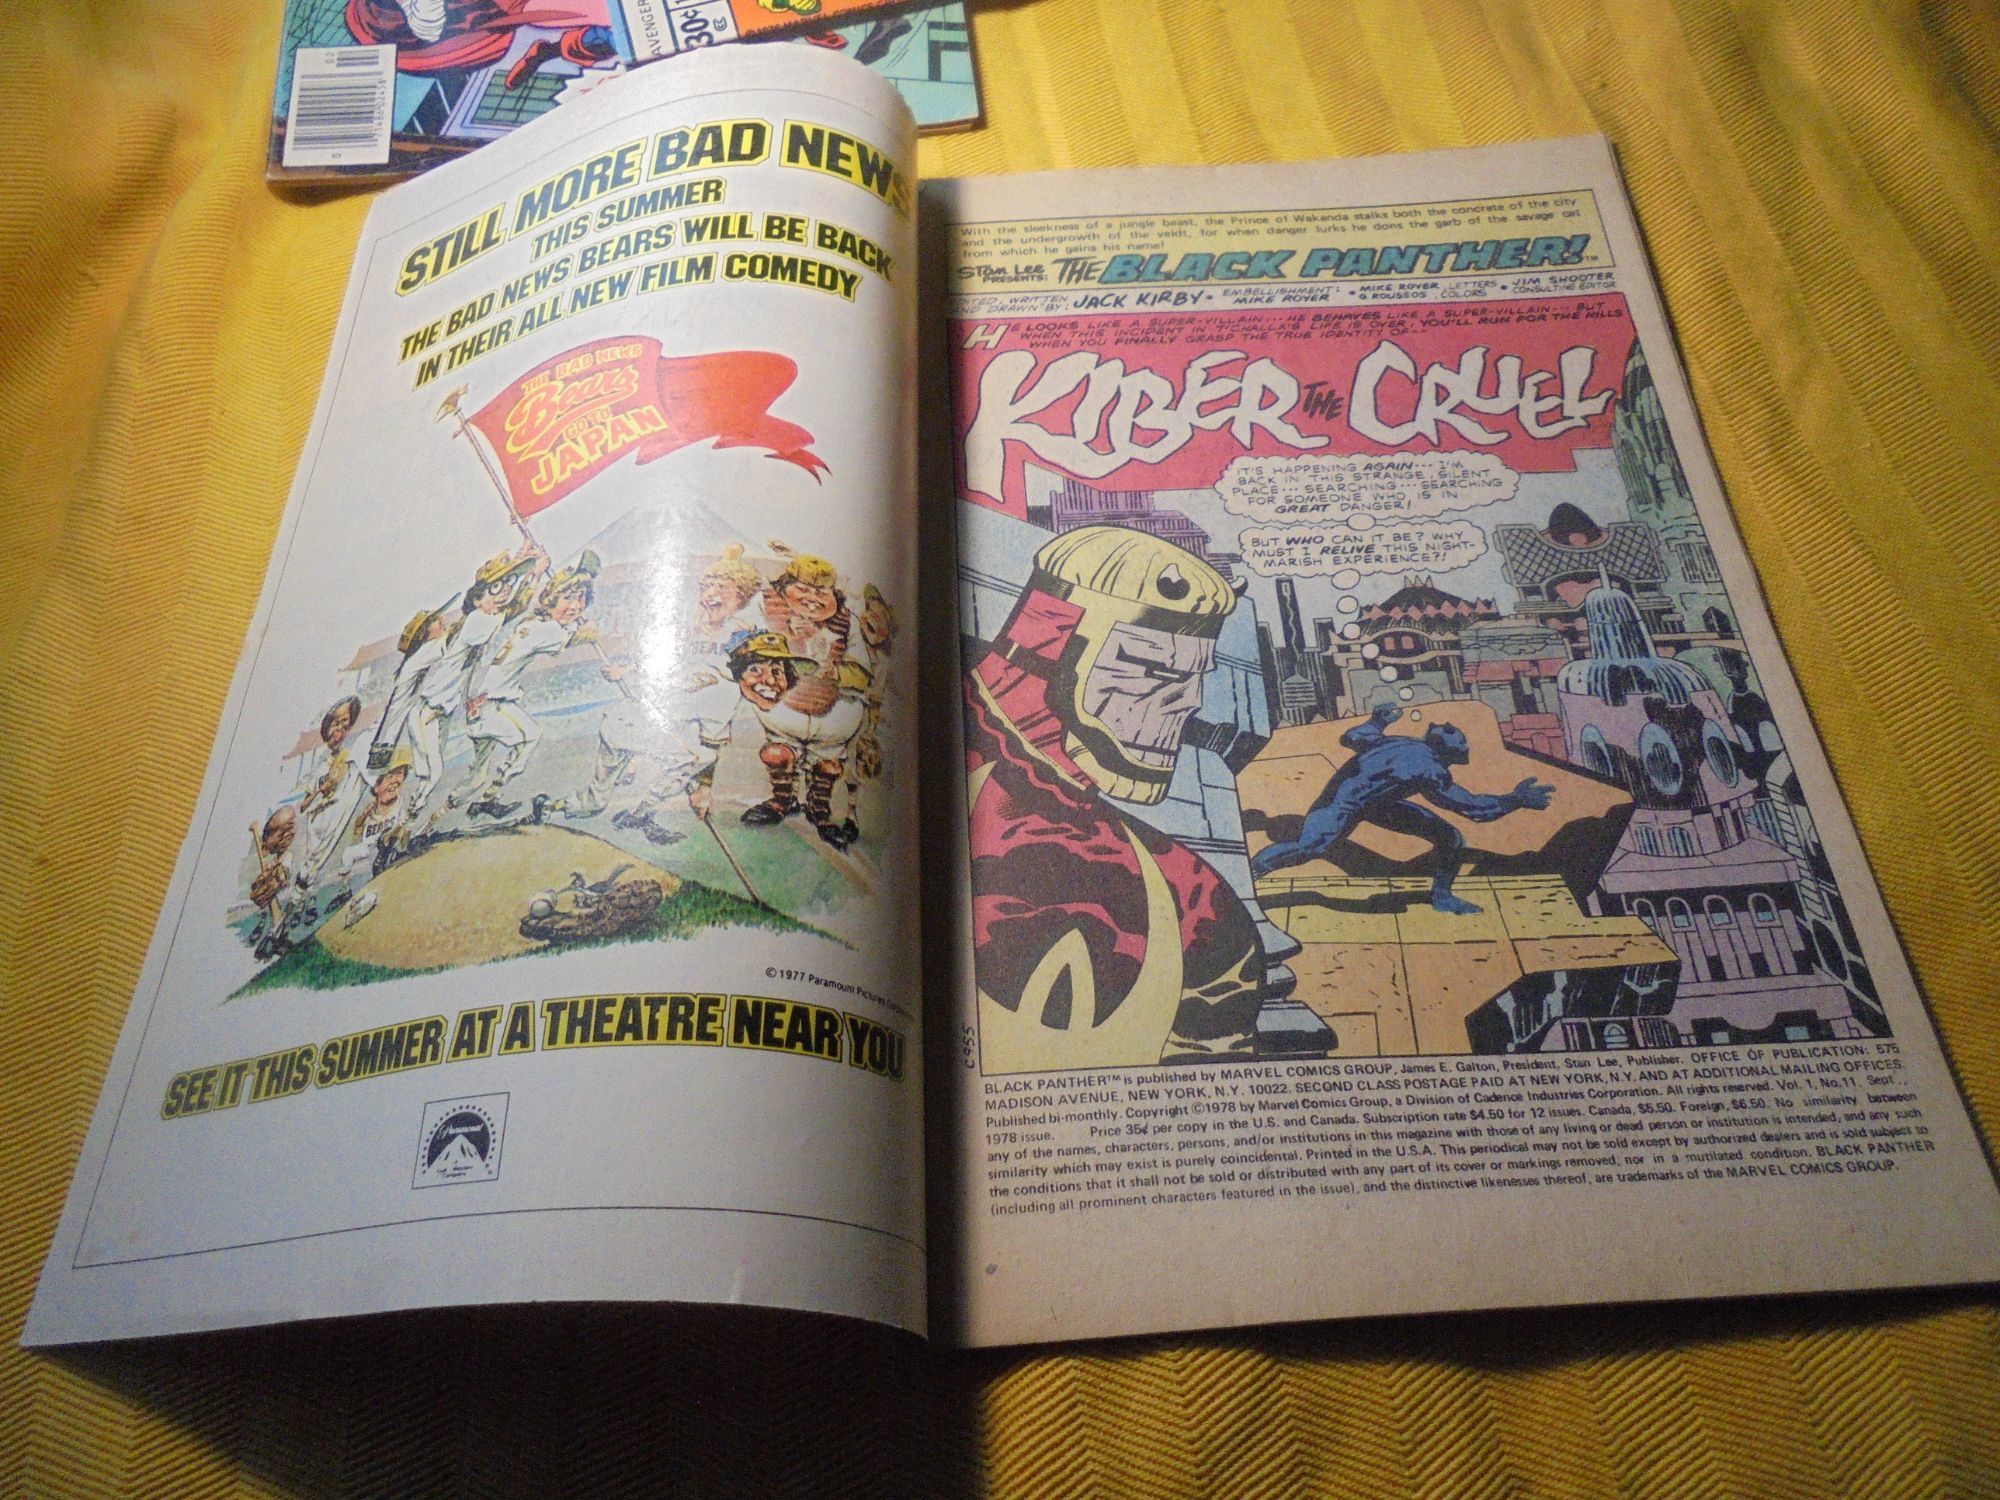 02
71486 02458
0
AVENGER
30¢
CC
STILL MORE BAD NEWS
THIS SUMMER
THE BAD NEWS BEARS WILL BE BACK
IN THEIR ALL NEW FILM COMEDY
THE BAD NEWS
Bears
GO TO
JAPAN
BEARS
© 1977 Paramount Pictures
SEE IT THIS SUMMER AT A THEATRE NEAR YOU
Paramount
Gulf Western
Company
With the sleekness of a jungle beast, the Prince of Wakanda stalks both the concrete of the city
and the undergrowth of the veldt, for when danger lurks he dons the garb of the savage cat
from which he gains his name!
Stan Lee
PRESENTS: THE BLACK PANTHER!™
EDITED, WRITTEN AND DRAWN BY: JACK KIRBY • EMBELLISHMENT: MIKE ROYER • MIKE ROYER, LETTERS G ROUSSOS, COLORS • JIM SHOOTER CONSULTING EDITOR
HE LOOKS LIKE A SUPER-VILLAIN... HE BEHAVES LIKE A SUPER-VILLAIN... BUT
WHEN THIS INCIDENT IN T'CHALLA'S LIFE IS OVER, YOU'LL RUN FOR THE HILLS
WHEN YOU FINALLY GRASP THE TRUE IDENTITY OF--
KIBER THE CRUEL
IT'S HAPPENING AGAIN--- I'M
BACK IN THIS STRANGE, SILENT
PLACE--- SEARCHING--- SEARCHING
FOR SOMEONE WHO IS IN
GREAT DANGER!
BUT WHO CAN IT BE? WHY
MUST I RELIVE THIS NIGHT-
MARISH EXPERIENCE?!
C955
BLACK PANTHER™ is published by MARVEL COMICS GROUP, James E. Galton, President, Stan Lee, Publisher. OFFICE OF PUBLICATION: 575
MADISON AVENUE, NEW YORK, N.Y. 10022. SECOND CLASS POSTAGE PAID AT NEW YORK, N.Y. AND AT ADDITIONAL MAILING OFFICES.
Published bi-monthly. Copyright ©1978 by Marvel Comics Group, a Division of Cadence Industries Corporation. All rights reserved. Vol. 1, No. 11, Sept.,
1978 issue. Price 35¢ per copy in the U.S. and Canada. Subscription rate $4.50 for 12 issues. Canada, $5.50. Foreign, $6.50. No similarity between
any of the names, characters, persons, and/or institutions in this magazine with those of any living or dead person or institution is intended, and any such
similarity which may exist is purely coincidental. Printed in the U.S.A. This periodical may not be sold except by authorized dealers and is sold subject to
the conditions that it shall not be sold or distributed with any part of its cover or markings removed, nor in a mutilated condition. BLACK PANTHER
(including all prominent characters featured in the issue), and the distinctive likenesses thereof, are trademarks of the MARVEL COMICS GROUP.